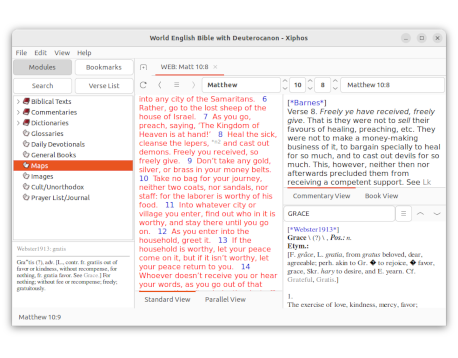 World English Bible with Deuterocanon - Xiphos
File Edit View Help
Modules
Bookmarks
Search
Verse List
Biblical Texts
Commentaries
Dictionaries
Glossaries
Daily Devotionals
General Books
Maps
Images
Cult/Unorthodox
Prayer List/Journal
Webster1913: gratis
Gra"tis (?), adv. [L., contr. fr. gratiis out of
favor or kindness, without recompense, for
nothing, fr. gratia favor. See Grace.] For
nothing; without fee or recompense; freely;
gratuitously.
WEB: Matt 10:8 ×
Matthew
10
8
Matthew 10:8
into any city of the Samaritans. 6
Rather, go to the lost sheep of the
house of Israel. 7 As you go,
preach, saying, 'The Kingdom of
Heaven is at hand!' 8 Heal the sick,
cleanse the lepers, and cast out
demons. Freely you received, so
freely give. 9 Don't take any gold,
silver, or brass in your money belts.
10 Take no bag for your journey,
neither two coats, nor sandals, nor
staff: for the laborer is worthy of his
food. 11 Into whatever city or
village you enter, find out who in it is
worthy, and stay there until you go
on. 12 As you enter into the
household, greet it. 13 If the
household is worthy, let your peace
come on it, but if it isn't worthy, let
your peace return to you. 14
Whoever doesn't receive you or hear
your words, as you go out of that
Standard View
Parallel View
[*Barnes*]
Verse 8. Freely ye have received, freely
give. That is they were not to sell their
favours of healing, preaching, etc. They
were not to make a money-making
business of it, to bargain specially to heal
for so much, and to cast out devils for so
much. This, however, neither then nor
afterwards precluded them from
receiving a competent support. See Lk
Commentary View
Book View
GRACE
[*Webster1913*]
Grace \ (?) \ , Pos.: n.
Etym.:
[F. grâce, L. gratia, from gratus beloved, dear,
agreeable; perh. akin to Gr. � to rejoice, � favor,
grace, Skr. hary to desire, and E. yearn. Cf.
Grateful, Gratis.]
1.
The exercise of love, kindness, mercy, favor;
Matthew 10:9